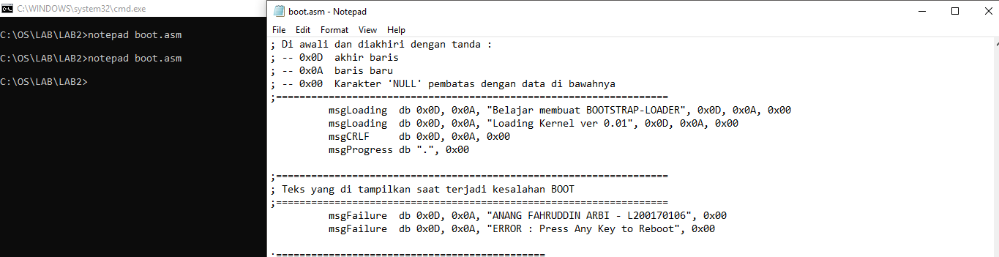 C:\WINDOWS\system32\cmd.exe
C:\OS\LAB\LAB2>notepad boot.asm
C:\OS\LAB\LAB2>notepad boot.asm
C:\OS\LAB\LAB2>
boot.asm - Notepad
File Edit Format View Help
; Di awali dan diakhiri dengan tanda :
; -- 0x0D  akhir baris
; -- 0x0A  baris baru
; -- 0x00  Karakter 'NULL' pembatas dengan data di bawahnya
;===================================================================
msgLoading  db 0x0D, 0x0A, "Belajar membuat BOOTSTRAP-LOADER", 0x0D, 0x0A, 0x00
msgLoading  db 0x0D, 0x0A, "Loading Kernel ver 0.01", 0x0D, 0x0A, 0x00
msgCRLF     db 0x0D, 0x0A, 0x00
msgProgress db ".", 0x00
;===================================================================
; Teks yang di tampilkan saat terjadi kesalahan BOOT
;===================================================================
msgFailure  db 0x0D, 0x0A, "ANANG FAHRUDDIN ARBI - L200170106", 0x00
msgFailure  db 0x0D, 0x0A, "ERROR : Press Any Key to Reboot", 0x00
;==============================================